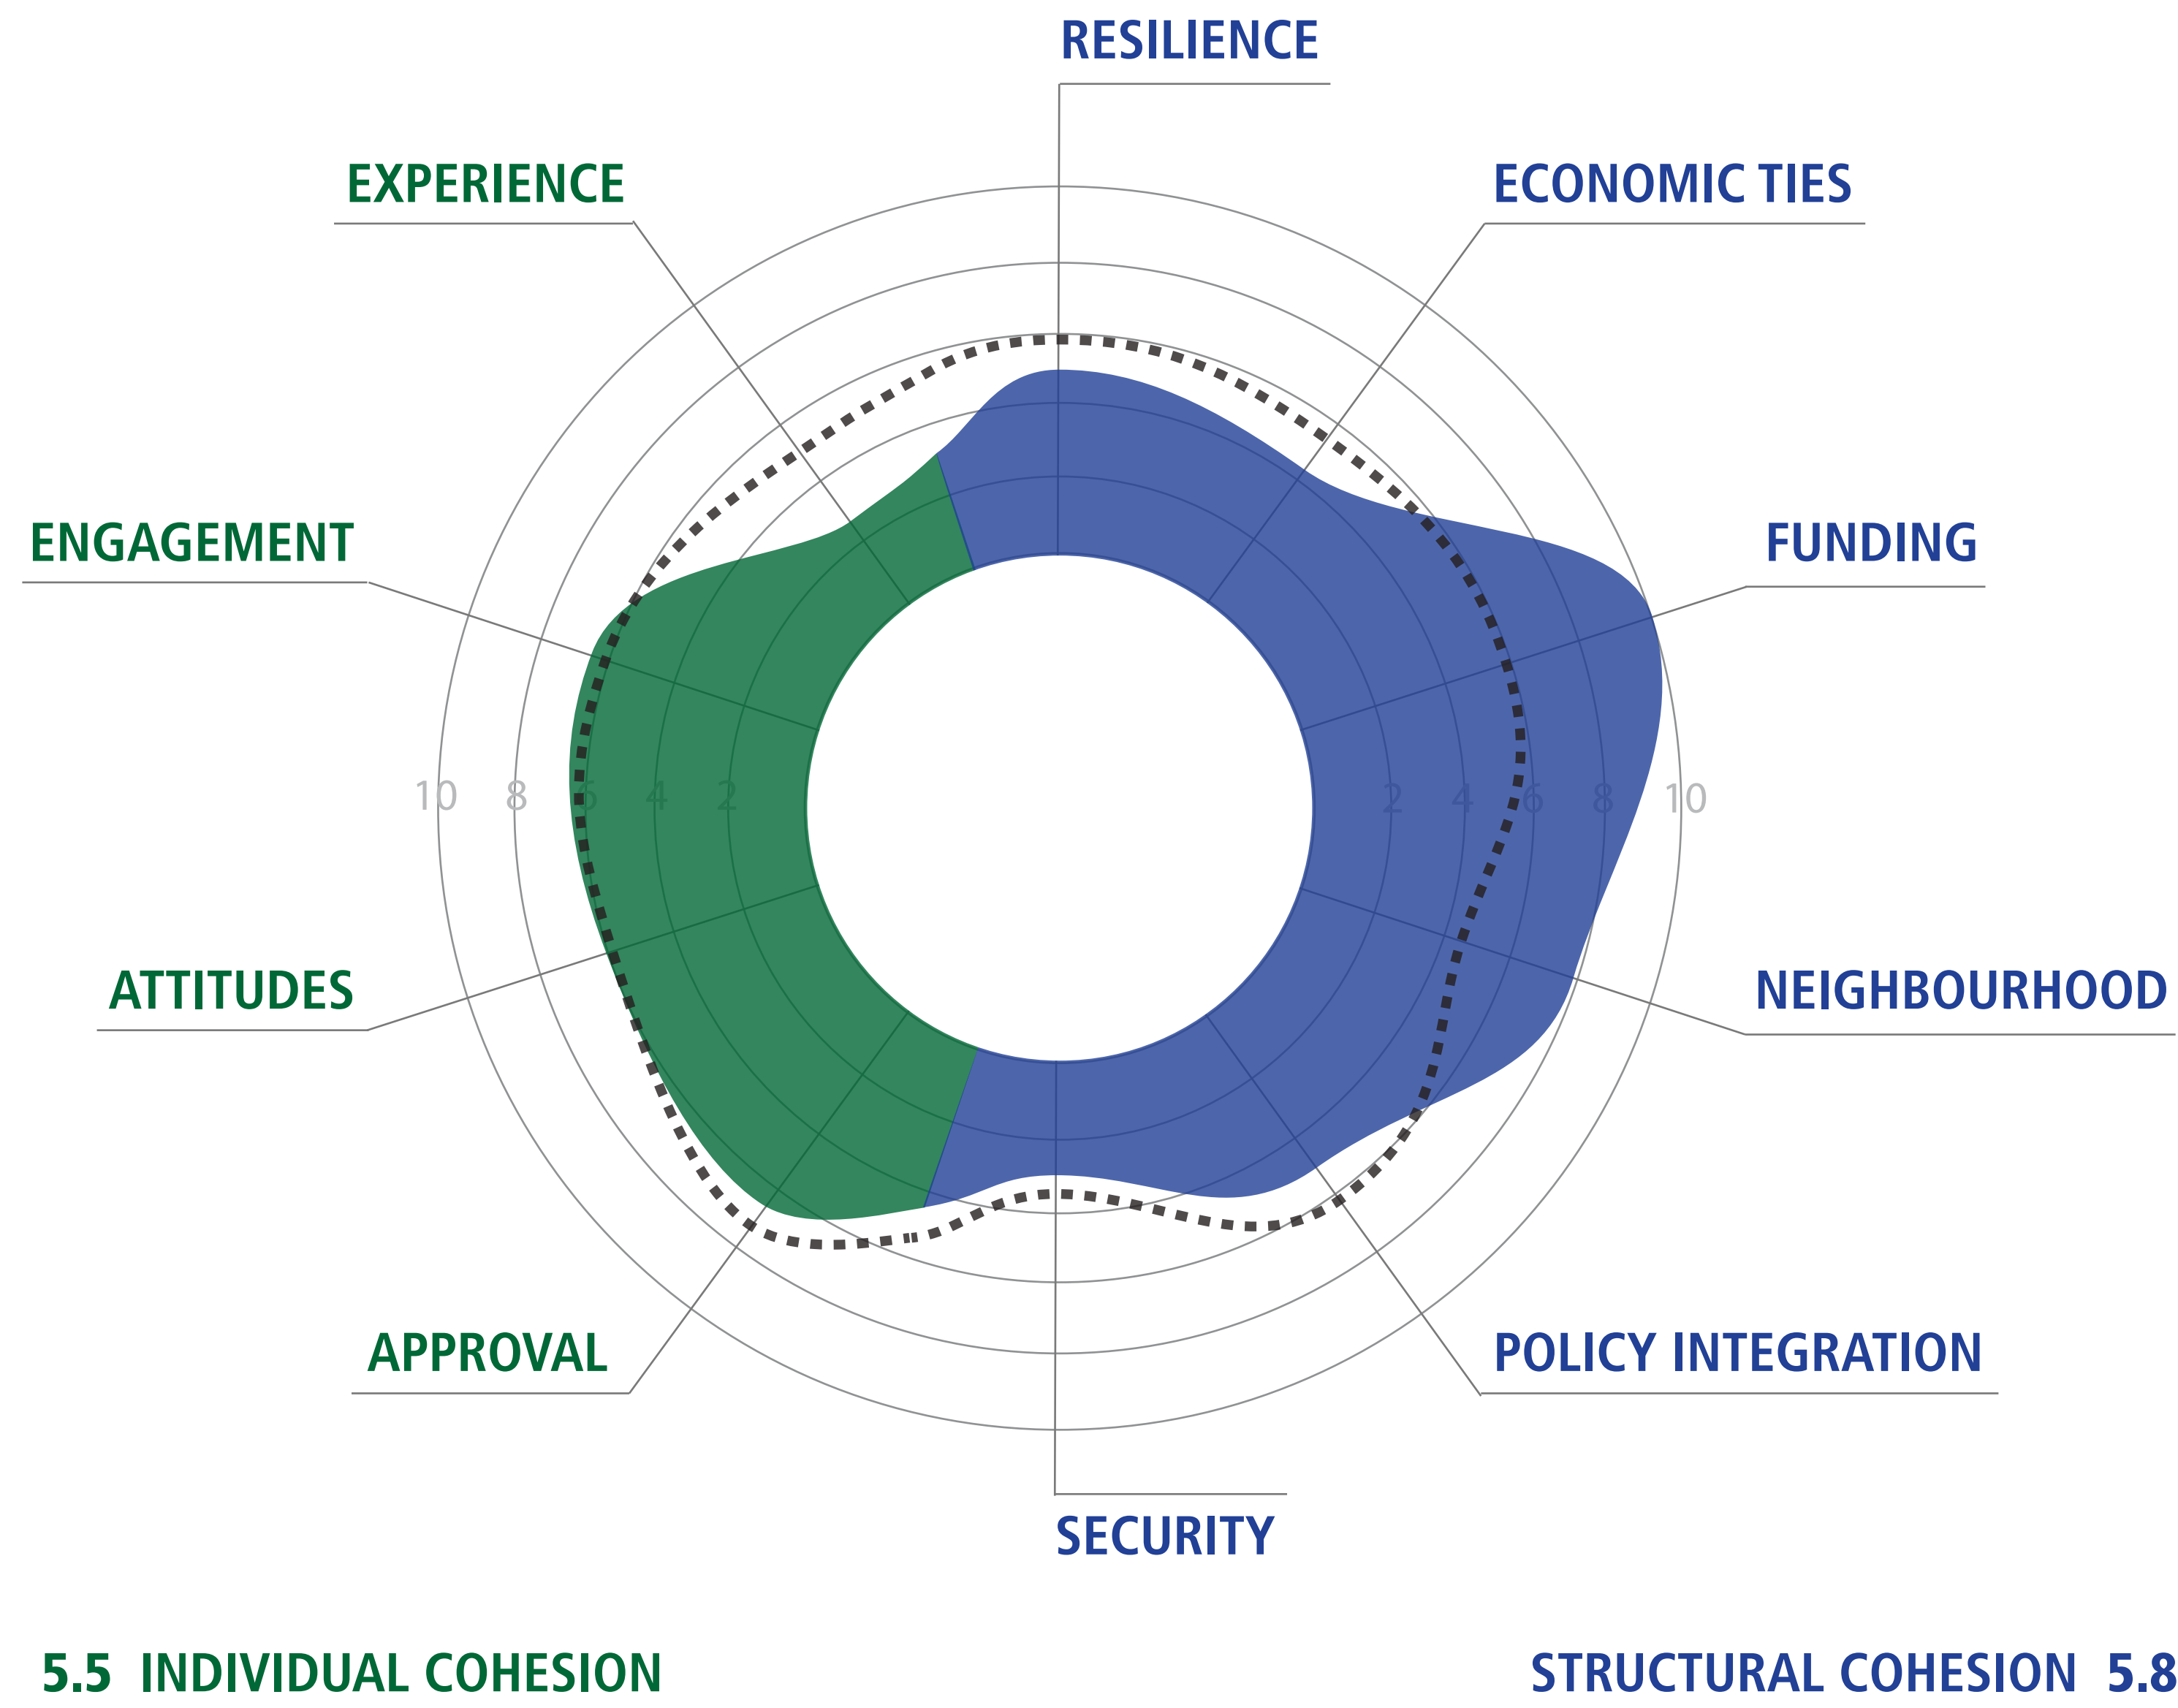 RESILIENCE
EXPERIENCE
ECONOMIC TIES
ENGAGEMENT
FUNDING
10 8 6 4 2 2 4 6 8 10
ATTITUDES
NEIGHBOURHOOD
APPROVAL
POLICY INTEGRATION
SECURITY
5.5 INDIVIDUAL COHESION
STRUCTURAL COHESION 5.8